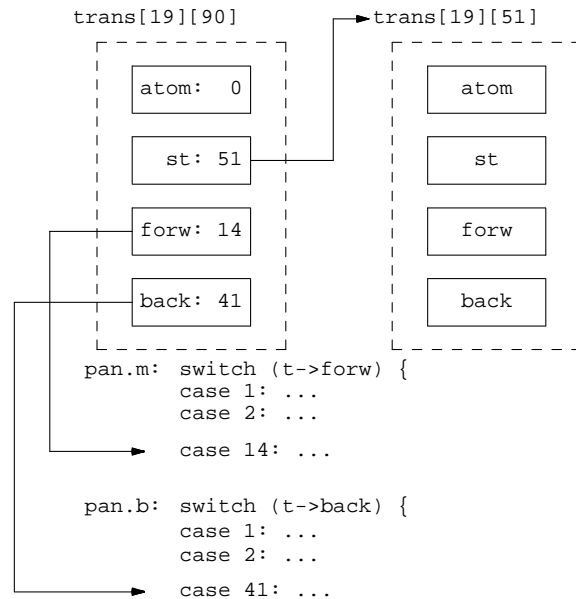 trans[19][90]
trans[19][51]
atom: 0
st: 51
forw: 14
back: 41
atom
st
forw
back
pan.m: switch (t->forw) {
case 1: ...
case 2: ...
case 14: ...
pan.b: switch (t->back) {
case 1: ...
case 2: ...
case 41: ...